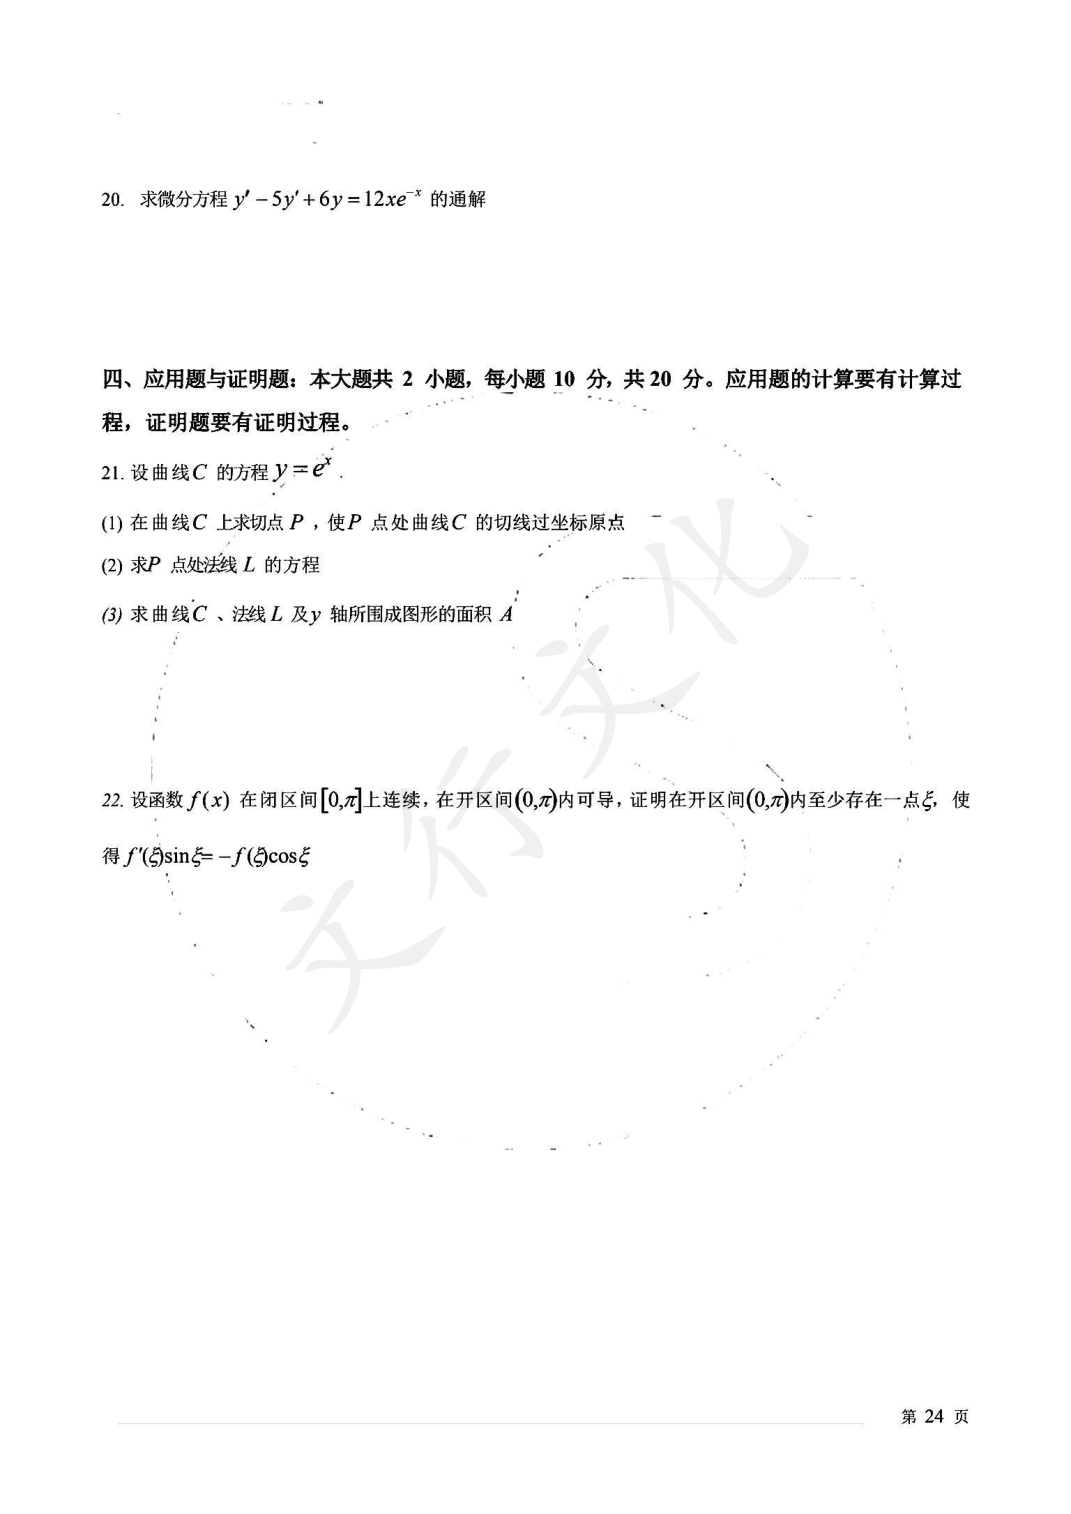 20. 求微分方程 y′ − 5y′ + 6y = 12xe⁻ˣ 的通解
四、应用题与证明题：本大题共 2 小题，每小题 10 分，共 20 分。应用题的计算要有计算过
程，证明题要有证明过程。
21. 设曲线C 的方程 y = eˣ .
(1) 在曲线C 上求切点 P ，使P 点处曲线C 的切线过坐标原点
(2) 求P 点处法线 L 的方程
(3) 求曲线C 、法线 L 及y 轴所围成图形的面积 A
22. 设函数 f(x) 在闭区间[0,π]上连续，在开区间(0,π)内可导，证明在开区间(0,π)内至少存在一点ξ，使
得 f′(ξ)sinξ= −f(ξ)cosξ
文行文化
第 24 页